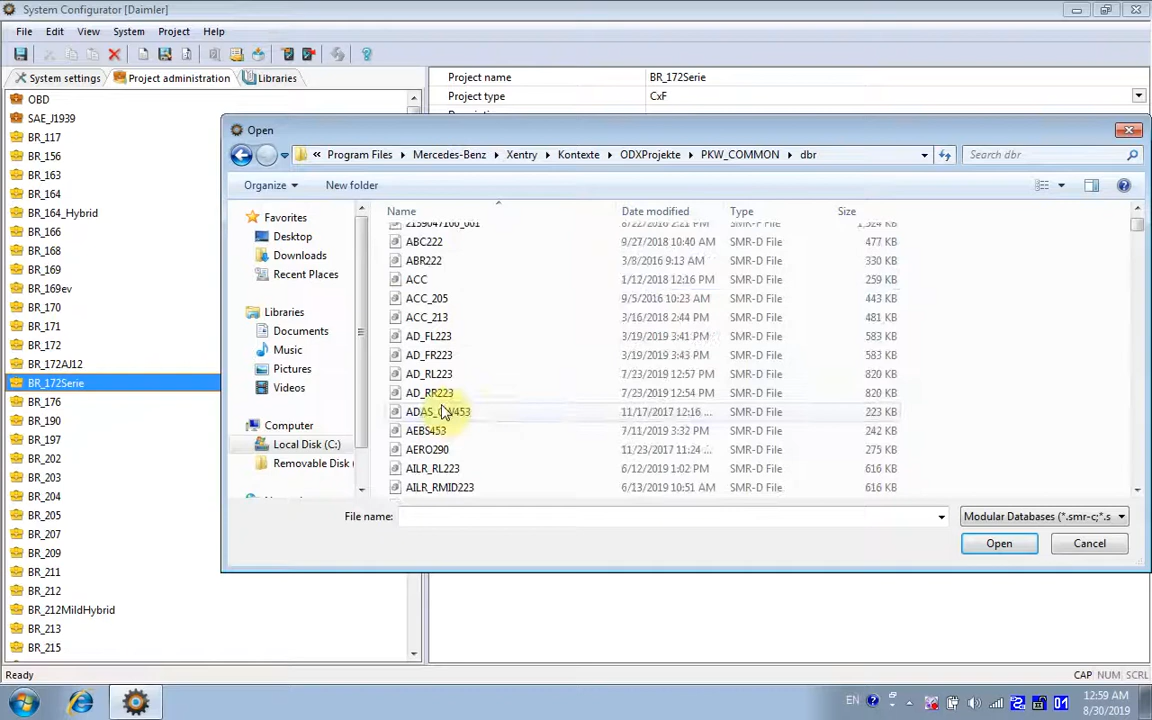 System Configurator [Daimler]
File Edit View System Project Help
System settings Project administration Libraries
OBD
SAE_J1939
BR_117
BR_156
BR_163
BR_164
BR_164_Hybrid
BR_166
BR_168
BR_169
BR_169ev
BR_170
BR_171
BR_172
BR_172AJ12
BR_172Serie
BR_176
BR_190
BR_197
BR_202
BR_203
BR_204
BR_205
BR_207
BR_209
BR_211
BR_212
BR_212MildHybrid
BR_213
BR_215
Project name BR_172Serie
Project type CxF
Open
« Program Files Mercedes-Benz Xentry Kontexte ODXProjekte PKW_COMMON dbr Search dbr
Organize New folder
Favorites
Desktop
Downloads
Recent Places
Libraries
Documents
Music
Pictures
Videos
Computer
Local Disk (C:)
Removable Disk
Name Date modified Type Size
ABC222 9/27/2018 10:40 AM SMR-D File 477 KB
ABR222 3/8/2016 9:13 AM SMR-D File 330 KB
ACC 1/12/2018 12:16 PM SMR-D File 259 KB
ACC_205 9/5/2016 10:23 AM SMR-D File 443 KB
ACC_213 3/16/2018 2:44 PM SMR-D File 481 KB
AD_FL223 3/19/2019 3:41 PM SMR-D File 583 KB
AD_FR223 3/19/2019 3:43 PM SMR-D File 583 KB
AD_RL223 7/23/2019 12:57 PM SMR-D File 820 KB
AD_RR223 7/23/2019 12:54 PM SMR-D File 820 KB
11/17/2017 12:16 ... SMR-D File 223 KB
AEBS453 7/11/2019 3:32 PM SMR-D File 242 KB
AERO290 11/23/2017 11:24 ... SMR-D File 277 KB
AILR_RL223 6/12/2019 1:02 PM SMR-D File 616 KB
AILR_RMID223 6/13/2019 10:51 AM SMR-D File 616 KB
File name: Modular Databases (*.smr-c;*.s
Open Cancel
Ready CAP NUM SCRL
EN 01 12:59 AM
8/30/2019